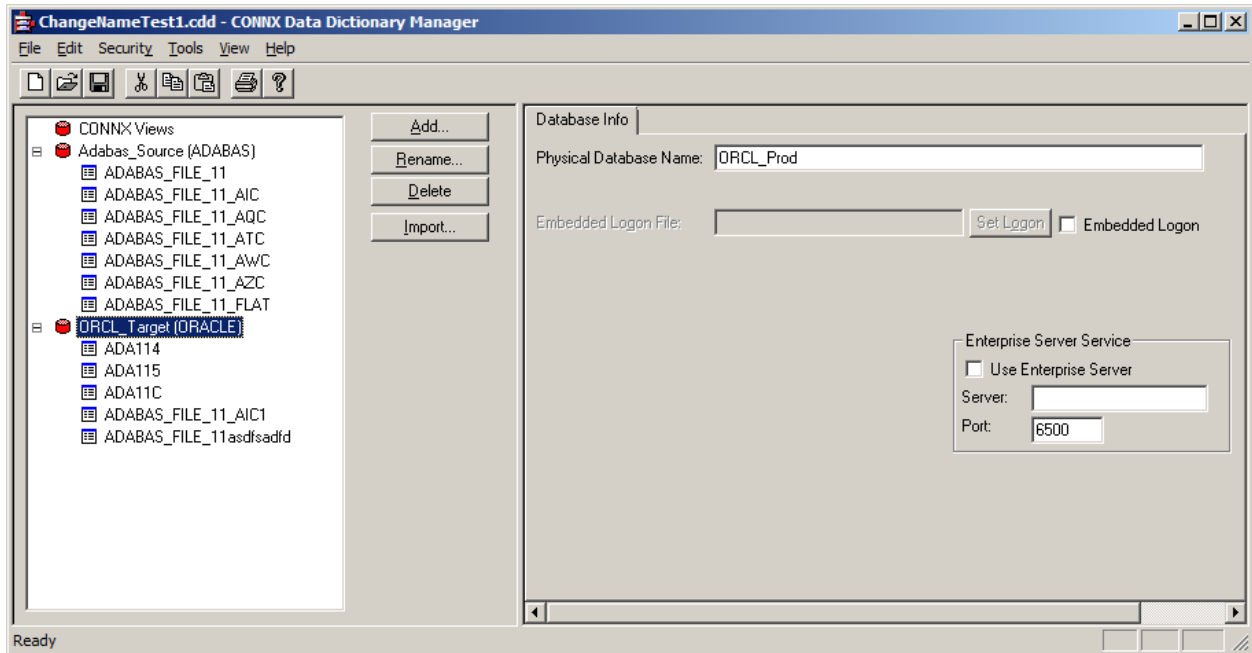 ChangeNameTest1.cdd - CONNX Data Dictionary Manager
File Edit Security Tools View Help
CONNX Views
Adabas_Source (ADABAS)
ADABAS_FILE_11
ADABAS_FILE_11_AIC
ADABAS_FILE_11_AQC
ADABAS_FILE_11_ATC
ADABAS_FILE_11_AWC
ADABAS_FILE_11_AZC
ADABAS_FILE_11_FLAT
ORCL_Target (ORACLE)
ADA114
ADA115
ADA11C
ADABAS_FILE_11_AIC1
ADABAS_FILE_11asdfsadfd
Add...
Rename...
Delete
Import...
Database Info
Physical Database Name: ORCL_Prod
Embedded Logon File: Set Logon Embedded Logon
Enterprise Server Service
Use Enterprise Server
Server:
Port: 6500
Ready